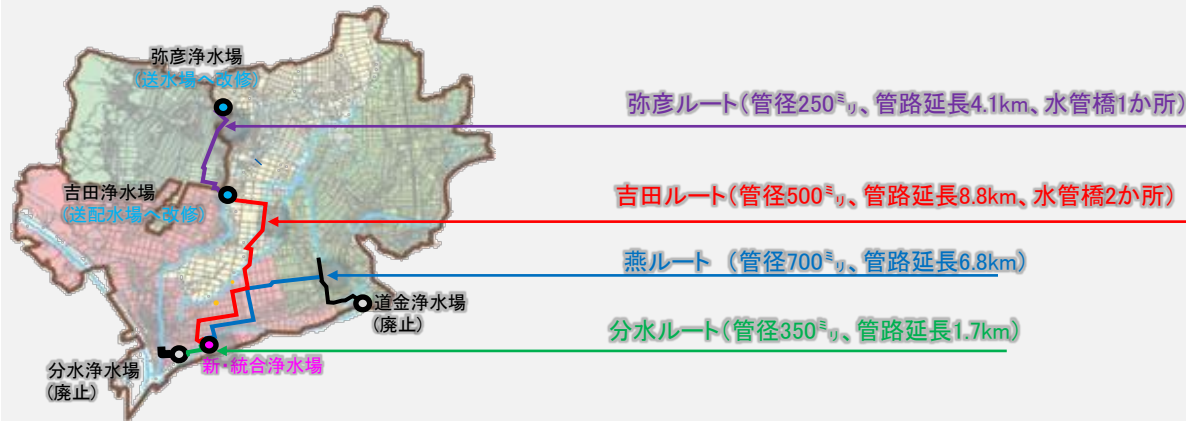 弥彦浄水場
(送水場へ改修)
弥彦ルート(管径250㍉、管路延長4.1km、水管橋1か所)
吉田浄水場
(送配水場へ改修)
吉田ルート(管径500㍉、管路延長8.8km、水管橋2か所)
燕ルート (管径700㍉、管路延長6.8km)
道金浄水場
(廃止)
分水ルート(管径350㍉、管路延長1.7km)
新・統合浄水場
分水浄水場
(廃止)